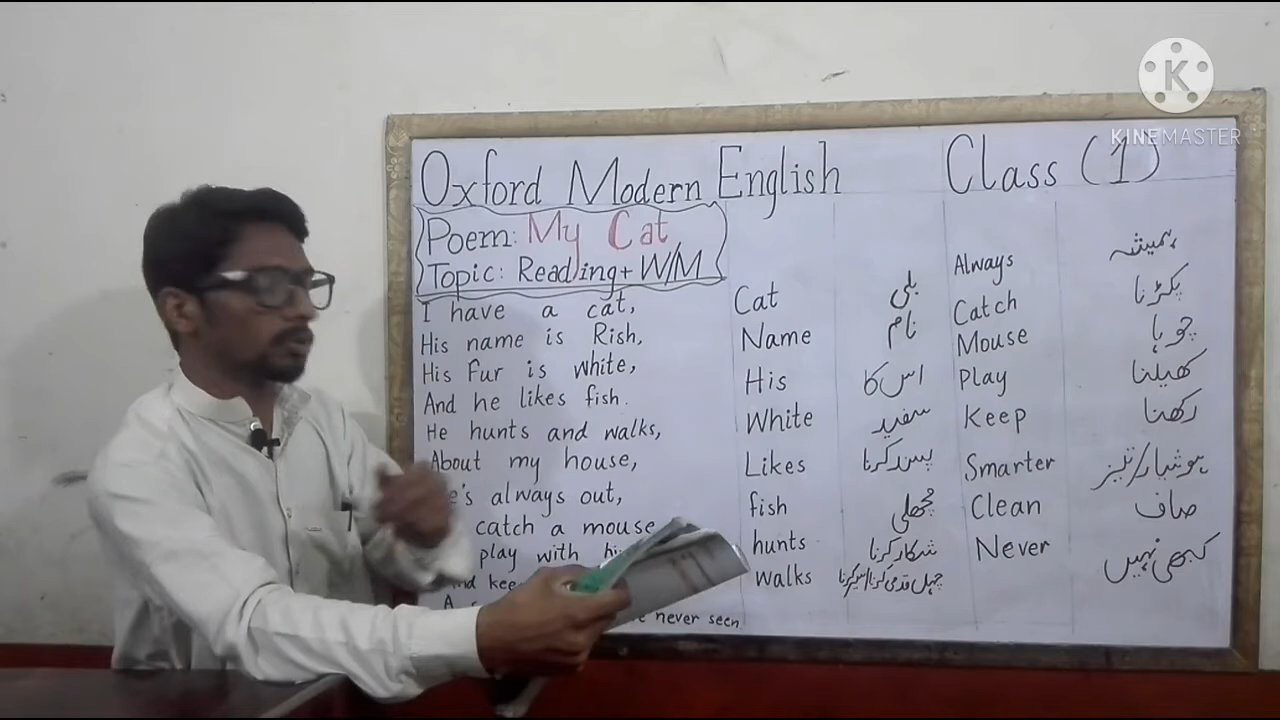 KINEMASTER
Oxford Modern English Class (1)
Poem: My Cat
Topic: Reading + W/M
I have a cat,
His name is Rish,
His Fur is white,
And he likes fish.
He hunts and walks,
About my house,
always out,
catch a mouse
play with
never seen
Cat بلی
Name نام
His اس کا
White سفید
Likes پسند کرنا
fish مچھلی
hunts شکار کرنا
walks
Always ہمیشہ
Catch پکڑنا
Mouse چوہا
Play کھیلنا
Keep رکھنا
Smarter ہوشیار/تیز
Clean صاف
Never کبھی نہیں